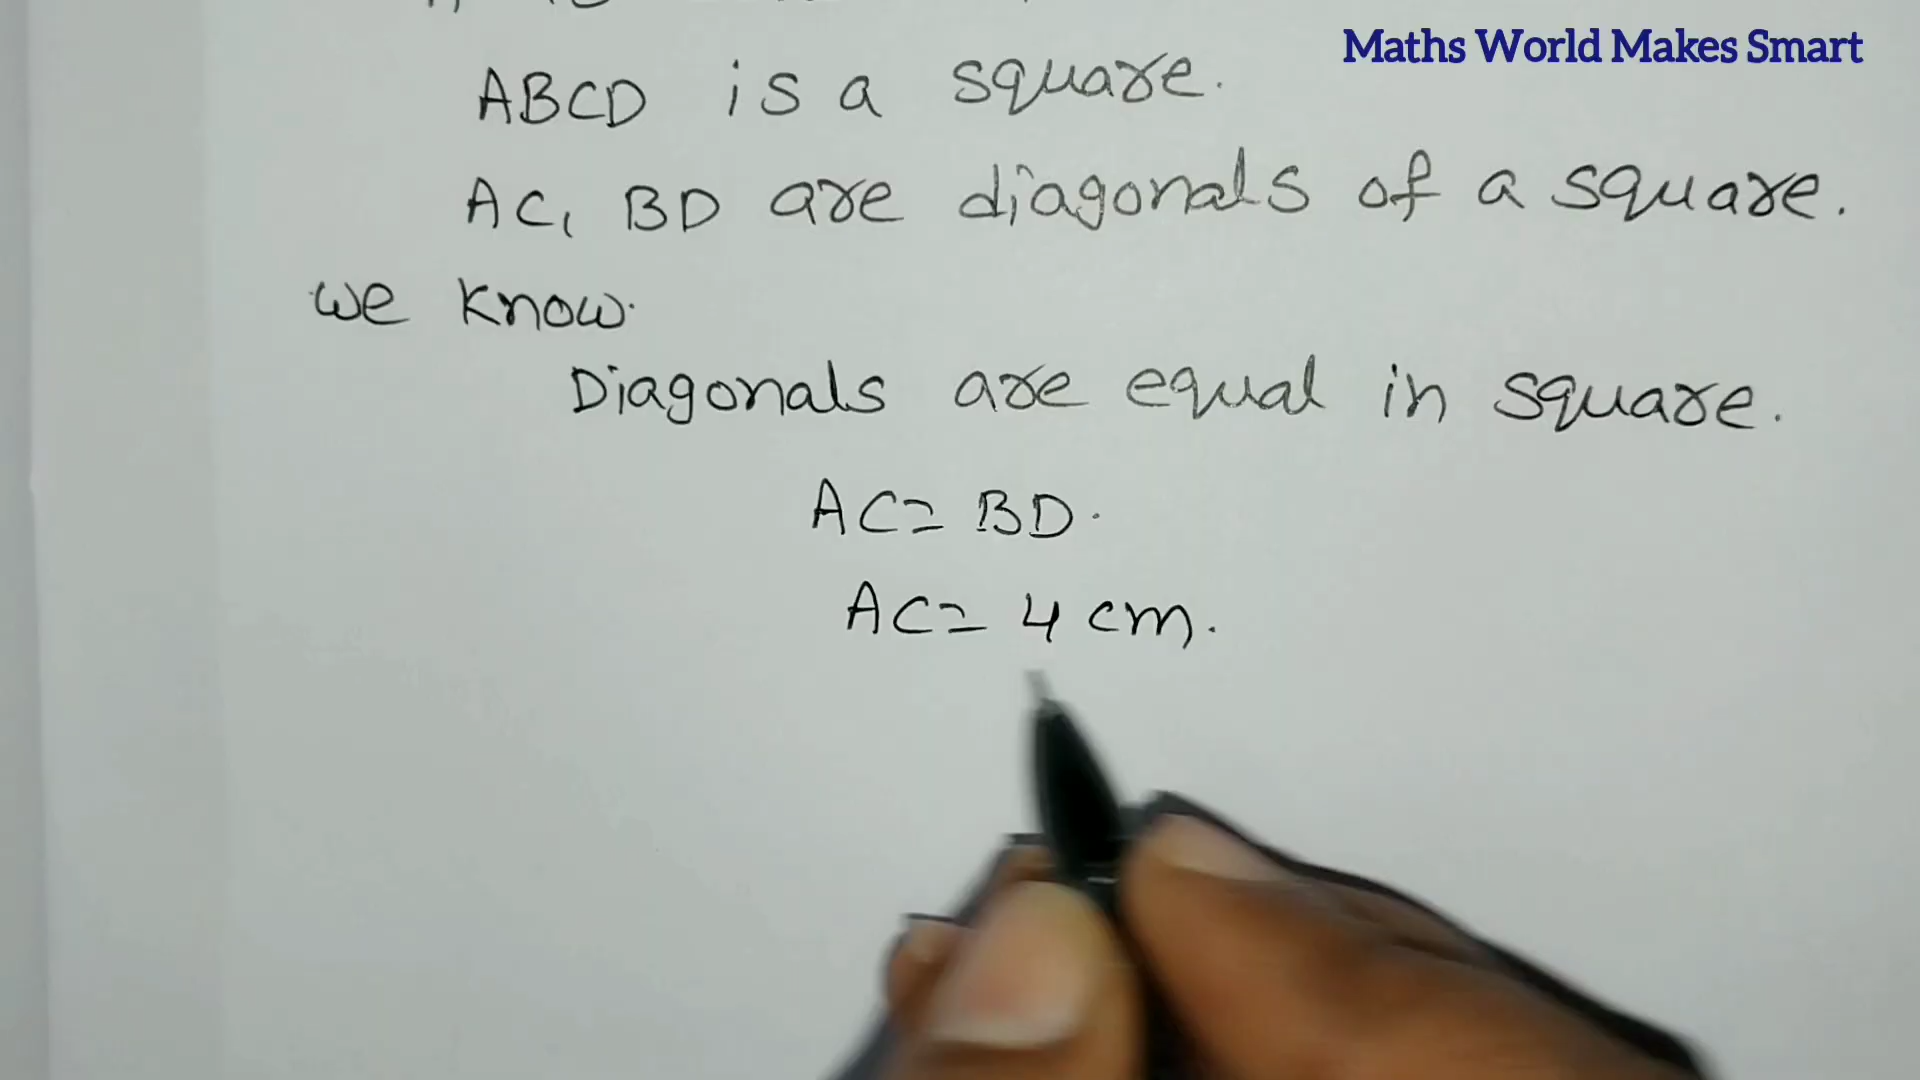 Maths World Makes Smart
ABCD is a square.
AC, BD are diagonals of a square.
we know.
Diagonals are equal in square.
AC = BD.
AC = 4 cm.